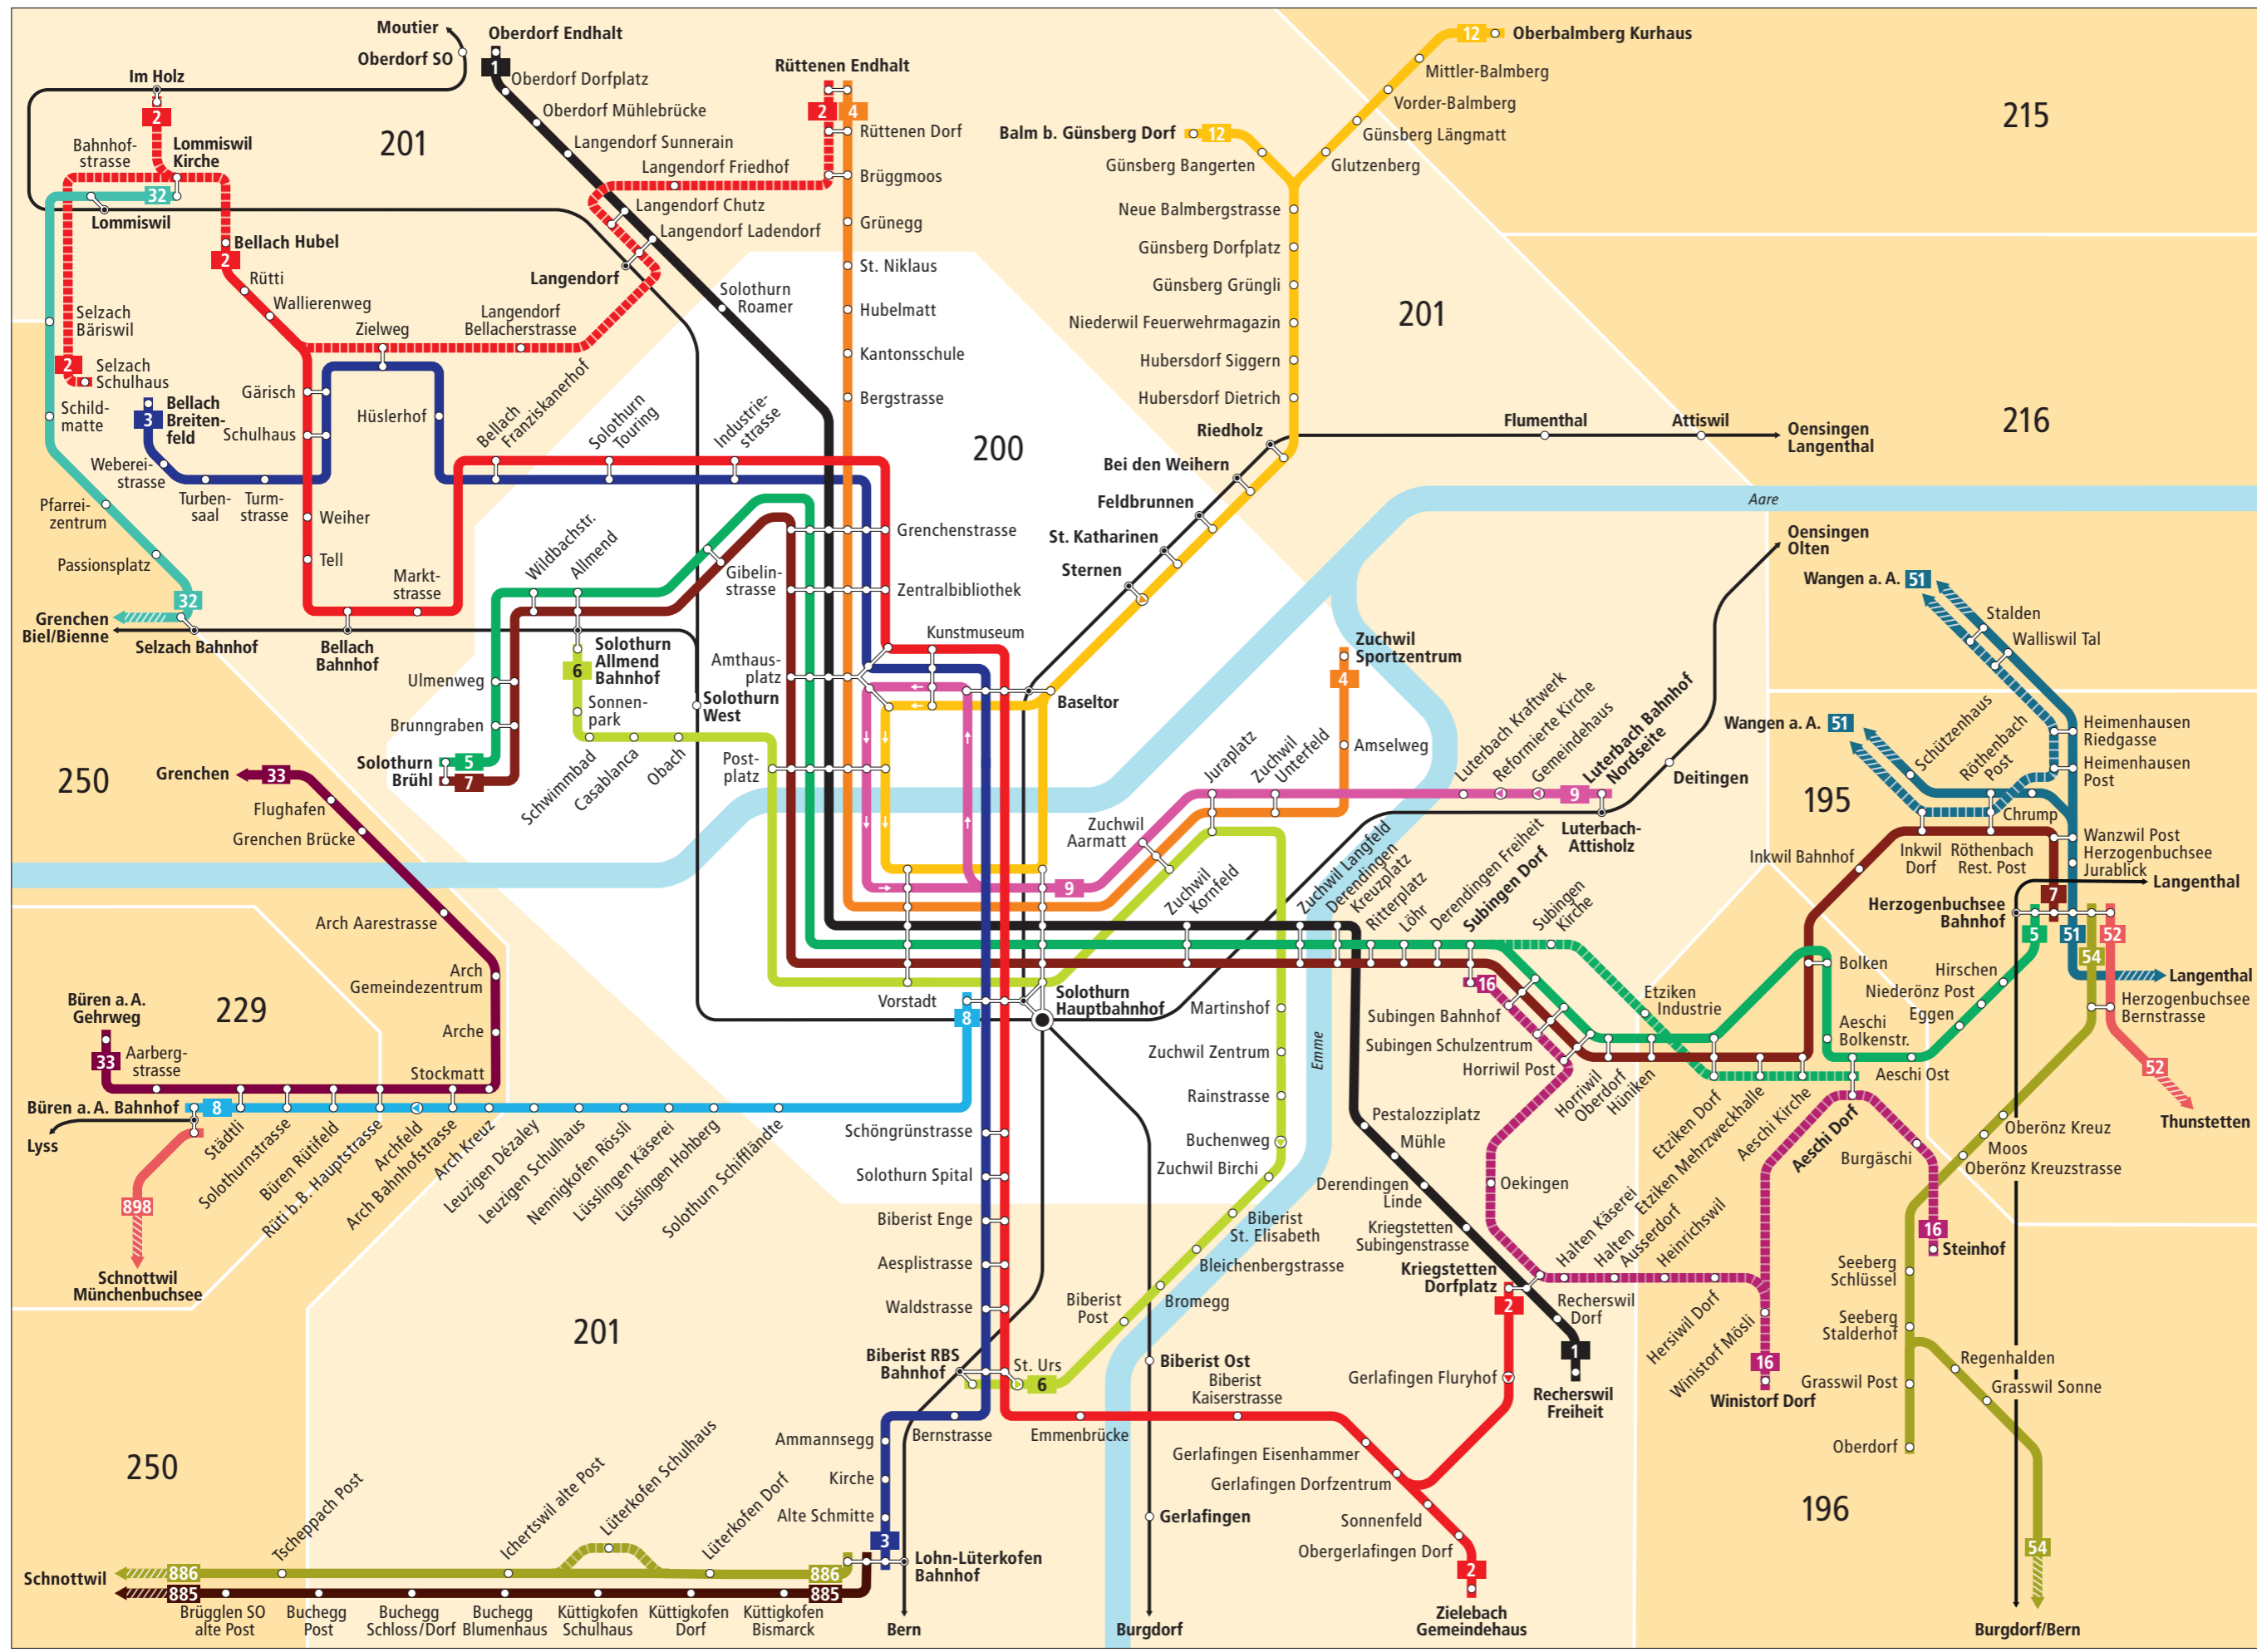 Moutier
Oberdorf SO
Oberdorf Endhalt
1
Oberdorf Dorfplatz
Oberdorf Mühlebrücke
Langendorf Sunnerain
Langendorf Friedhof
Langendorf Chutz
Langendorf Ladendorf
Langendorf
Solothurn
Roamer
Im Holz
2
Bahnhof-
strasse
Lommiswil
Kirche
32
Lommiswil
201
Bellach Hubel
2
Rütti
Wallierenweg
Zielweg
Langendorf
Bellacherstrasse
Selzach
Bäriswil
2
Selzach
Schulhaus
Schild-
matte
3
Bellach
Breiten-
feld
Gärisch
Schulhaus
Hüslerhof
Weberei-
strasse
Turben-
saal
Turm-
strasse
Weiher
Tell
Pfarrei-
zentrum
Passionsplatz
32
Grenchen
Biel/Bienne
Selzach Bahnhof
Bellach
Bahnhof
Markt-
strasse
Bellach
Franziskanerhof
Solothurn
Touring
Industrie-
strasse
Rüttenen Endhalt
2
4
Rüttenen Dorf
Brüggmoos
Grünegg
St. Niklaus
Hubelmatt
Kantonsschule
Bergstrasse
200
Grenchenstrasse
Zentralbibliothek
Kunstmuseum
Amthaus-
platz
Post-
platz
Gibelin-
strasse
Wildbachstr.
Allmend
Solothurn
Allmend
Bahnhof
6
Sonnen-
park
Schwimmbad
Casablanca
Obach
Solothurn
West
Ulmenweg
Brunngraben
Solothurn
Brühl
5
7
12
Oberbalmberg Kurhaus
Mittler-Balmberg
Vorder-Balmberg
Günsberg Längmatt
Glutzenberg
Balm b. Günsberg Dorf
12
Günsberg Bangerten
Neue Balmbergstrasse
Günsberg Dorfplatz
Günsberg Grüngli
Niederwil Feuerwehrmagazin
Hubersdorf Siggern
Hubersdorf Dietrich
Riedholz
Bei den Weihern
Feldbrunnen
St. Katharinen
Sternen
Baseltor
201
215
216
Flumenthal
Attiswil
Oensingen
Langenthal
Aare
Oensingen
Olten
Wangen a. A.
51
Stalden
Walliswil Tal
Wangen a. A.
51
Schützenhaus
Röthenbach
Post
Heimenhausen
Riedgasse
Heimenhausen
Post
Chrump
195
Wanzwil Post
Herzogenbuchsee
Jurablick
Inkwil Bahnhof
Inkwil
Dorf
Röthenbach
Rest. Post
7
Langenthal
Herzogenbuchsee
Bahnhof
5
51
52
54
Langenthal
Herzogenbuchsee
Bernstrasse
52
Thunstetten
Zuchwil
Sportzentrum
4
Amselweg
Juraplatz
Zuchwil
Unterfeld
Luterbach Kraftwerk
Reformierte Kirche
Gemeindehaus
9
Luterbach Bahnhof
Nordseite
Luterbach-
Attisholz
Deitingen
Zuchwil
Aarmatt
9
Zuchwil
Kornfeld
Zuchwil Langfeld
Derendingen
Kreuzplatz
Ritterplatz
Löhr
Derendingen Freiheit
Subingen Dorf
Subingen
Kirche
16
Subingen Bahnhof
Subingen Schulzentrum
Horriwil Post
Horriwil
Oberdorf
Hüniken
Etziken
Industrie
Etziken Dorf
Etziken Mehrzweckhalle
Aeschi Kirche
Aeschi Dorf
Bolken
Aeschi
Bolkenstr.
Aeschi Ost
Hirschen
Niederönz Post
Eggen
Burgäschi
16
Steinhof
Oberönz Kreuz
Moos
Oberönz Kreuzstrasse
Seeberg
Schlüssel
Seeberg
Stalderhof
Grasswil Post
Oberdorf
Regenhalden
Grasswil Sonne
54
Burgdorf/Bern
196
Oekingen
Halten Käserei
Halten
Ausserdorf
Heinrichswil
Hersiwil Dorf
Winistorf Mösli
16
Winistorf Dorf
Vorstadt
8
Solothurn
Hauptbahnhof
Martinshof
Zuchwil Zentrum
Rainstrasse
Buchenweg
Zuchwil Birchi
Biberist
St. Elisabeth
Bleichenbergstrasse
Bromegg
Biberist
Post
St. Urs
6
Emme
Pestalozziplatz
Mühle
Derendingen
Linde
Kriegstetten
Subingenstrasse
Kriegstetten
Dorfplatz
2
Recherswil
Dorf
1
Recherswil
Freiheit
Gerlafingen Fluryhof
Schöngrünstrasse
Solothurn Spital
Biberist Enge
Aesplistrasse
Waldstrasse
Biberist RBS
Bahnhof
Bernstrasse
Emmenbrücke
Biberist Ost
Biberist
Kaiserstrasse
Gerlafingen Eisenhammer
Gerlafingen Dorfzentrum
Sonnenfeld
Obergerlafingen Dorf
2
Zielebach
Gemeindehaus
Gerlafingen
Burgdorf
Ammannsegg
Kirche
Alte Schmitte
3
Lohn-Lüterkofen
Bahnhof
Bern
250
Grenchen
33
Flughafen
Grenchen Brücke
Arch Aarestrasse
Arch
Gemeindezentrum
Arche
Stockmatt
229
Büren a. A.
Gehrweg
33
Aarberg-
strasse
Büren a. A. Bahnhof
8
Lyss
898
Schnottwil
Münchenbuchsee
Städtli
Solothurnstrasse
Büren Rütifeld
Rüti b. B. Hauptstrasse
Archfeld
Arch Bahnhofstrasse
Arch Kreuz
Leuzigen Dézaley
Leuzigen Schulhaus
Nennigkofen Rössli
Lüsslingen Käserei
Lüsslingen Hohberg
Solothurn Schifflände
201
250
Tscheppach Post
Ichertswil alte Post
Lüterkofen Schulhaus
Lüterkofen Dorf
Schnottwil
886
886
885
885
Brügglen SO
alte Post
Buchegg
Post
Buchegg
Schloss/Dorf
Buchegg
Blumenhaus
Küttigkofen
Schulhaus
Küttigkofen
Dorf
Küttigkofen
Bismarck